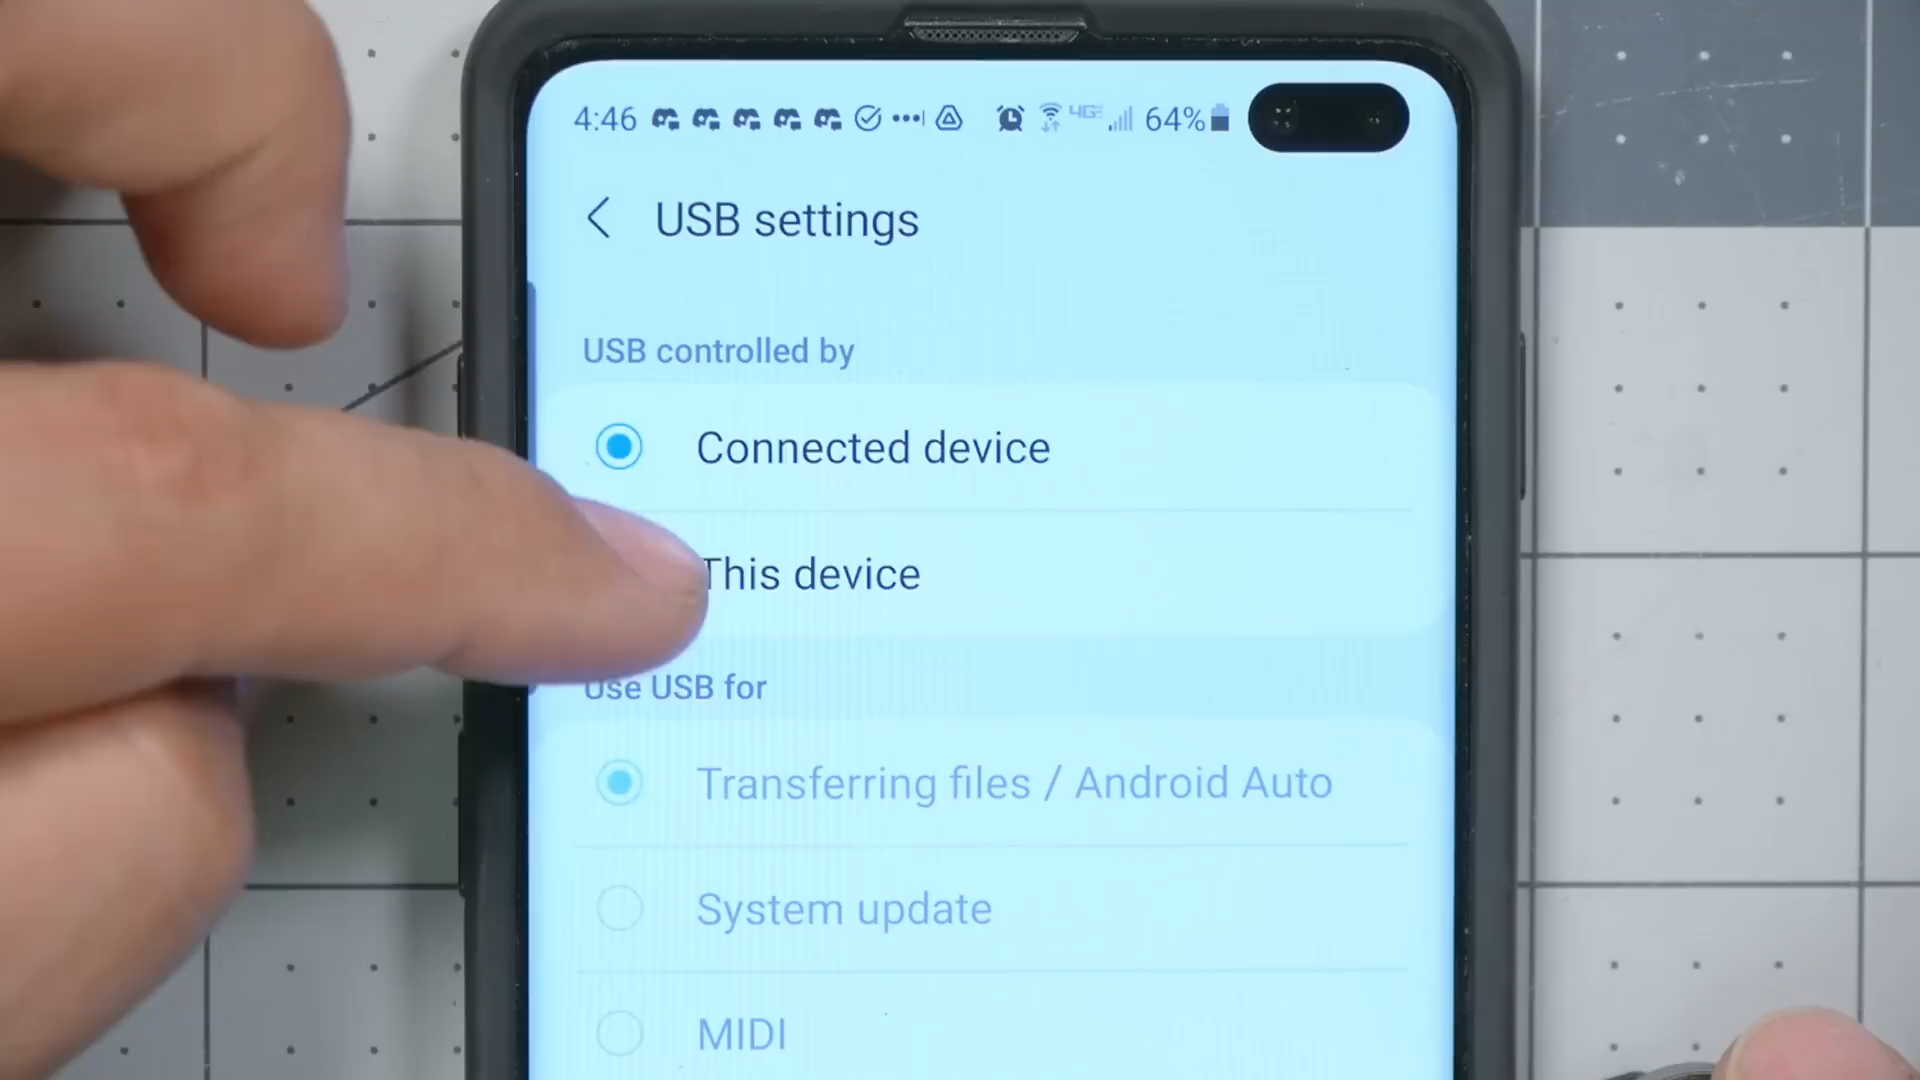 4:46 4GE 64%
USB settings
USB controlled by
Connected device
This device
Use USB for
Transferring files / Android Auto
System update
MIDI